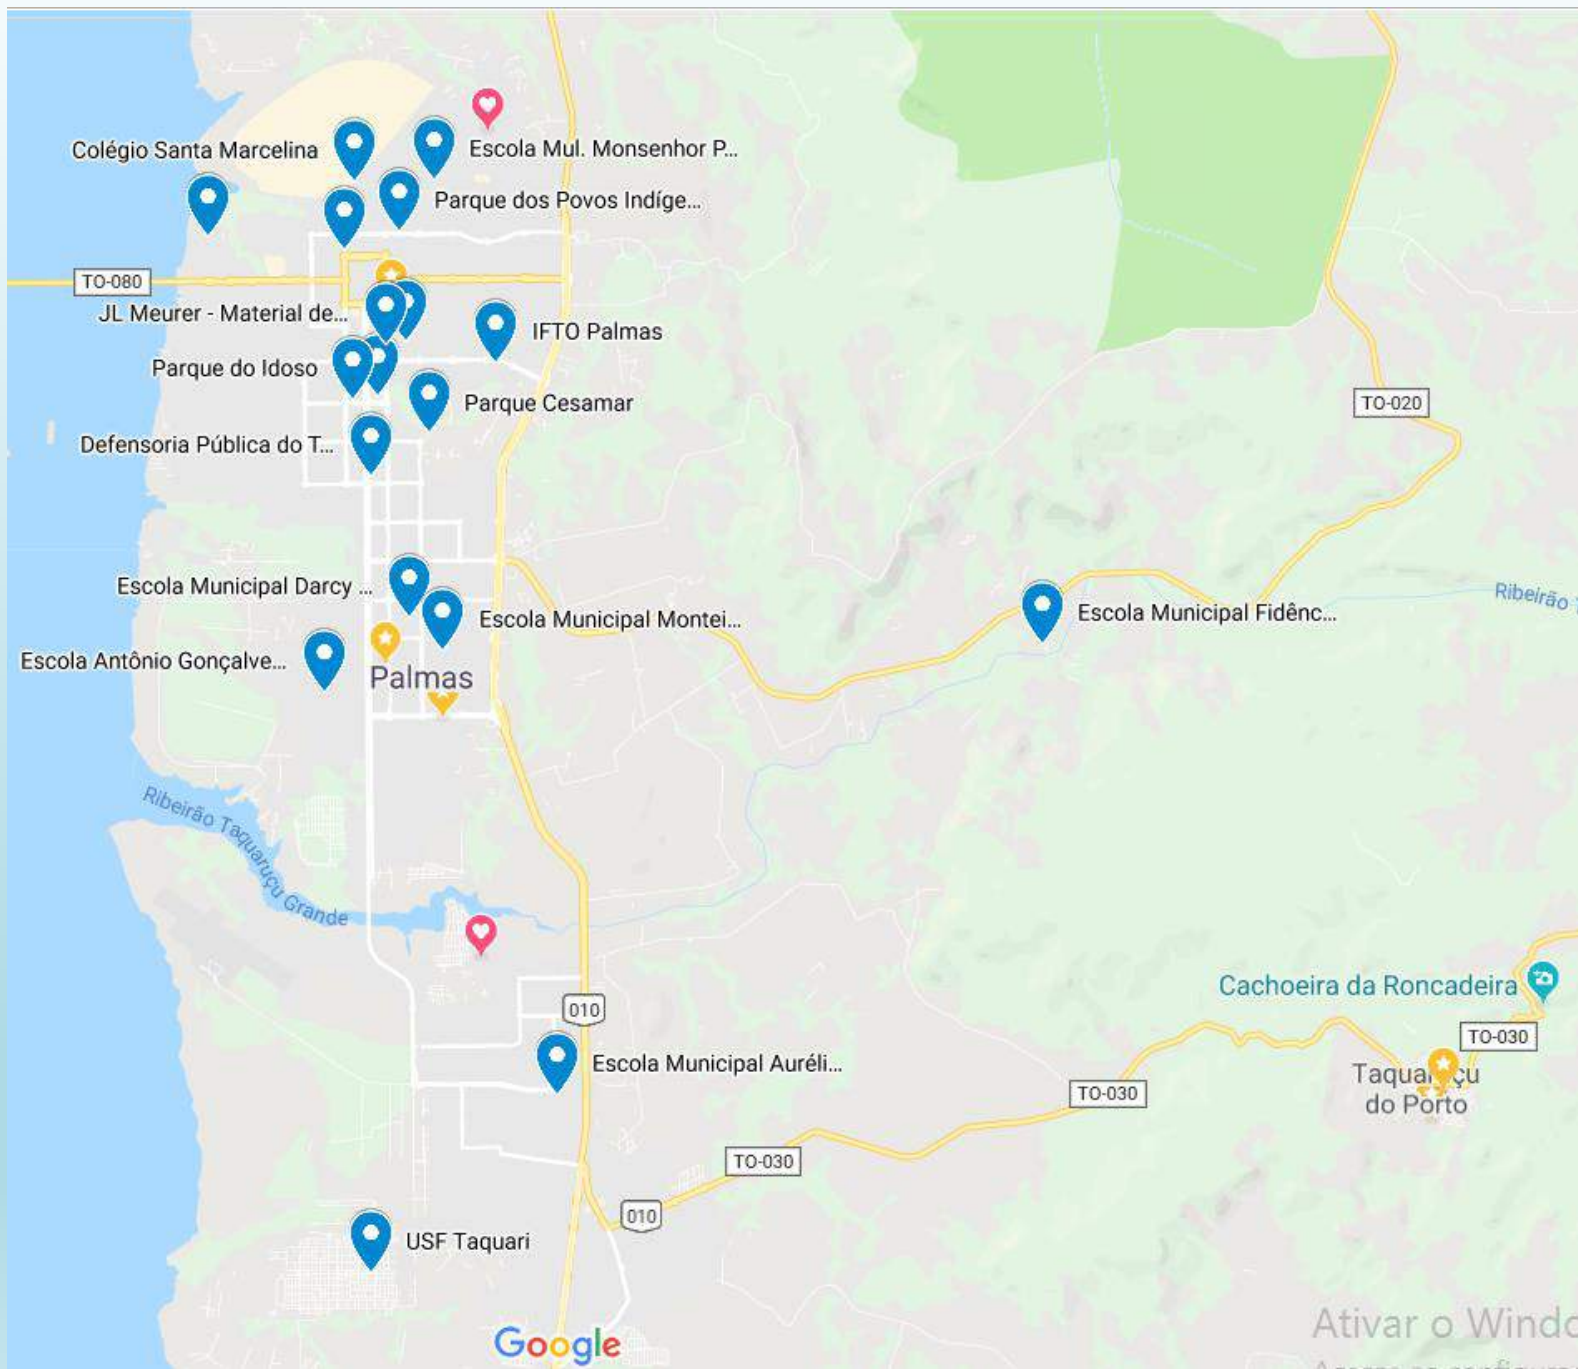 Colégio Santa Marcelina
Escola Mul. Monsenhor P...
Parque dos Povos Indíge...
TO-080
JL Meurer - Material de...
IFTO Palmas
Parque do Idoso
Parque Cesamar
TO-020
Defensoria Pública do T...
Escola Municipal Darcy ...
Escola Municipal Montei...
Escola Municipal Fidênc...
Ribeirão
Escola Antônio Gonçalve...
Palmas
Ribeirão Taquaruçu Grande
Cachoeira da Roncadeira
010
TO-030
Escola Municipal Auréli...
Taquaruçu
do Porto
TO-030
TO-030
010
USF Taquari
Ativar o Windo
Google